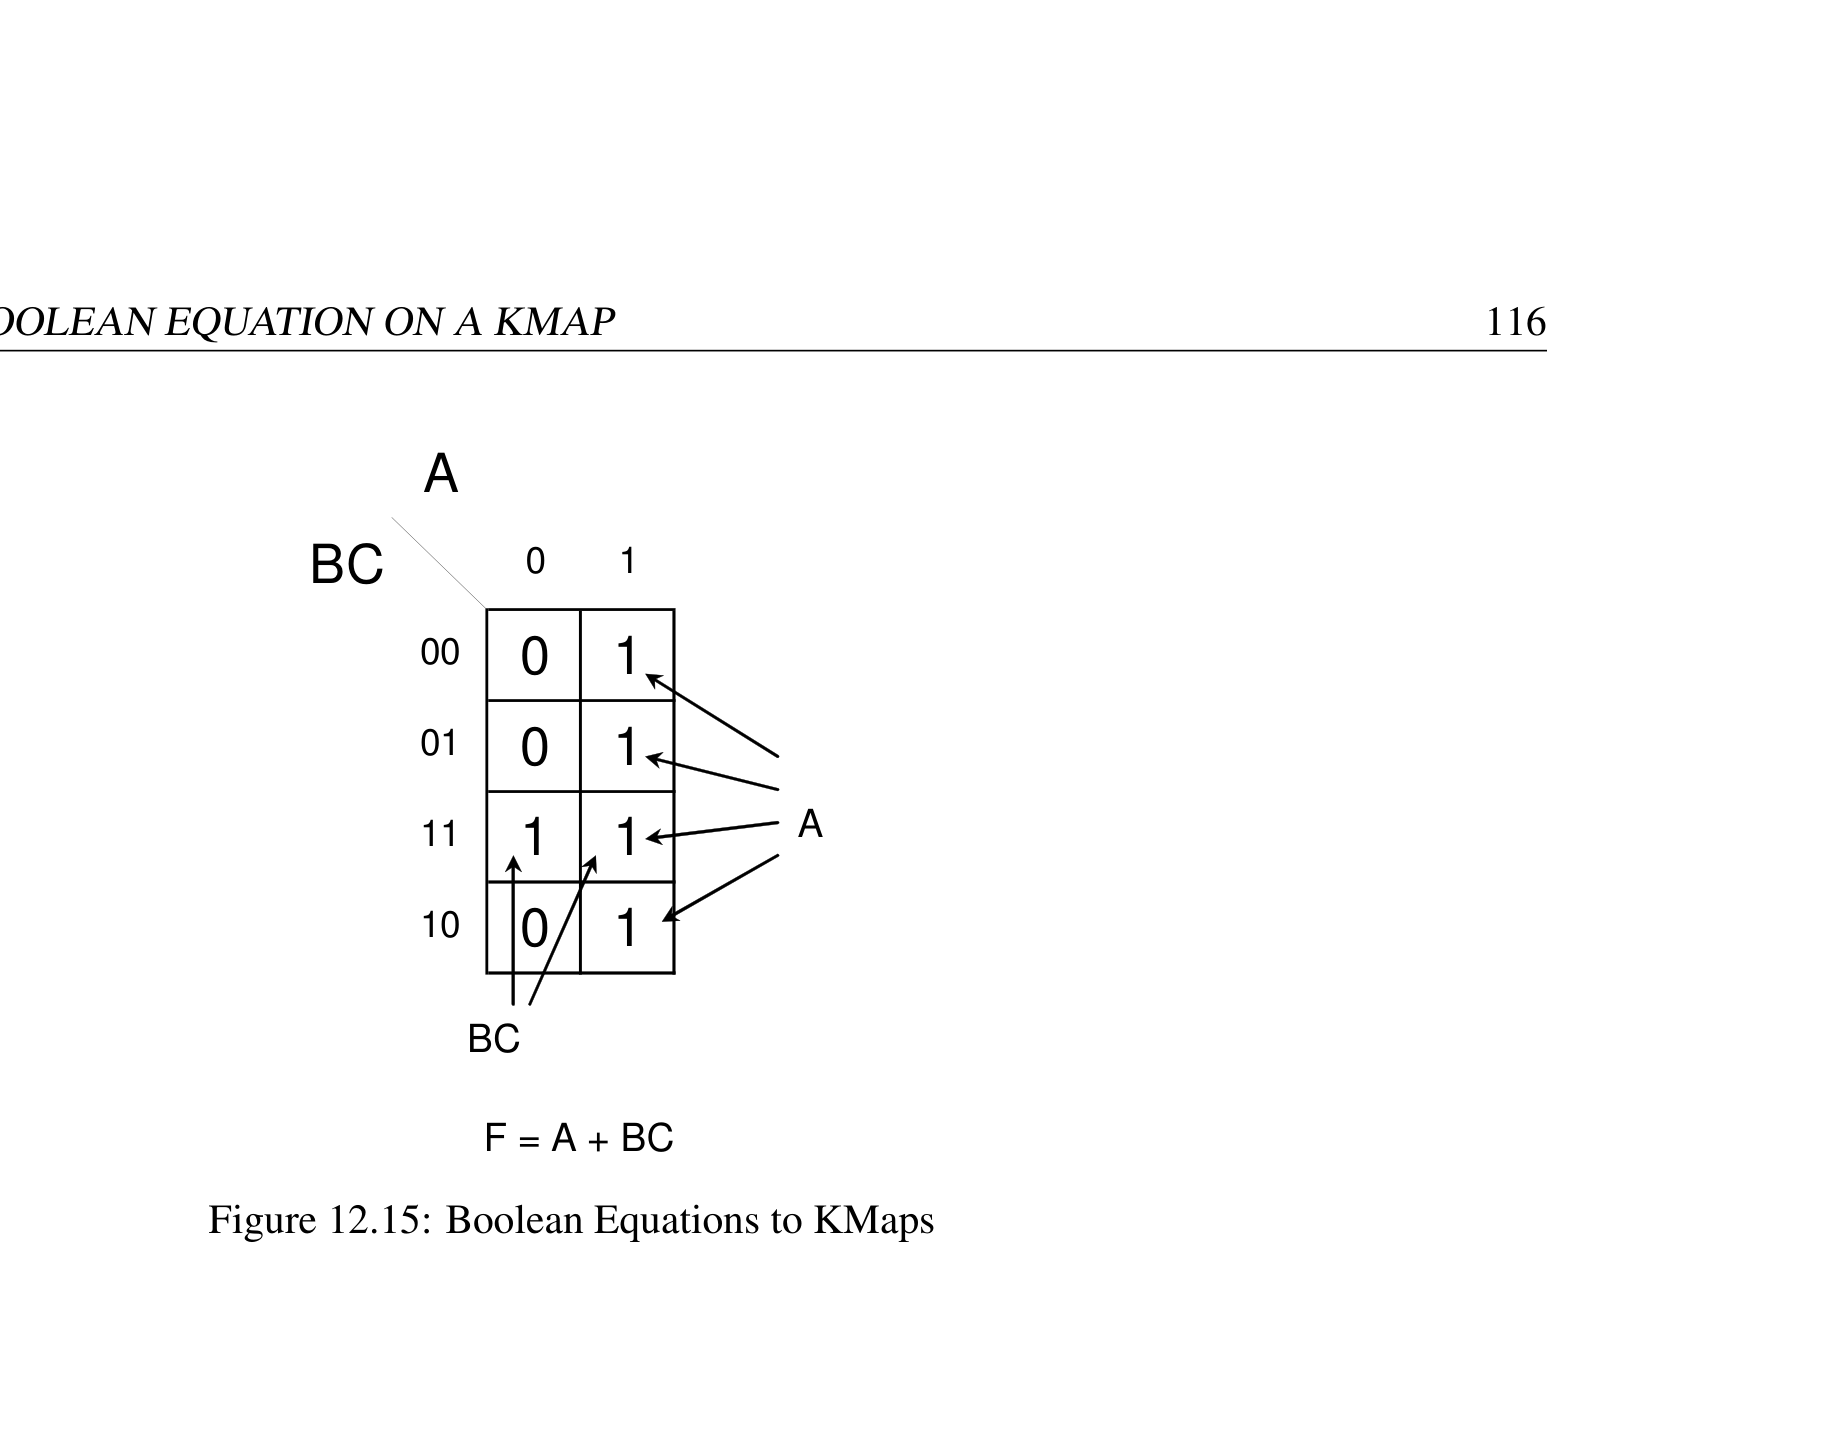 OOLEAN EQUATION ON A KMAP 116
A
BC 0 1
00 0 1
01 0 1
A
11 1 1
10 0 1
BC
F = A + BC
Figure 12.15: Boolean Equations to KMaps